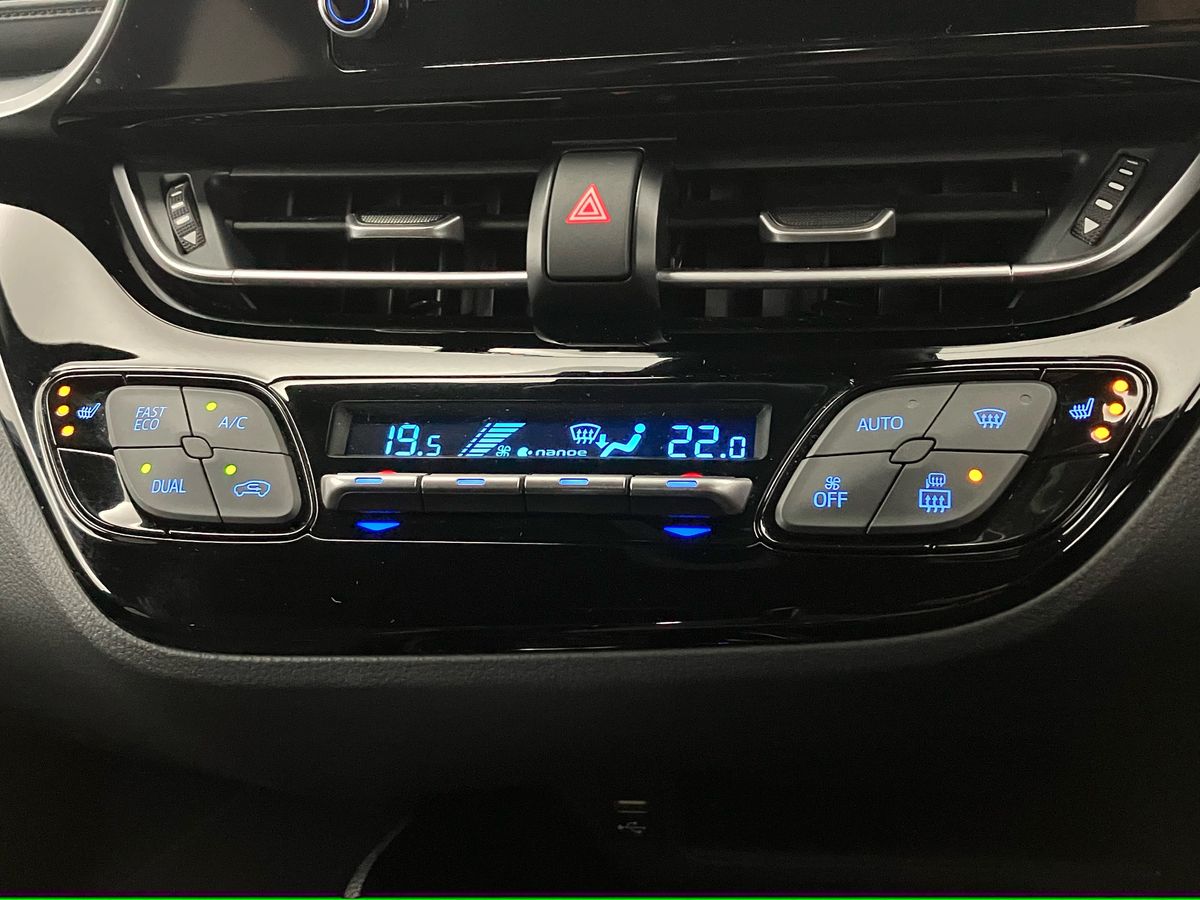 FAST
ECO
A/C
DUAL
19.5
nanoe
22.0
AUTO
OFF